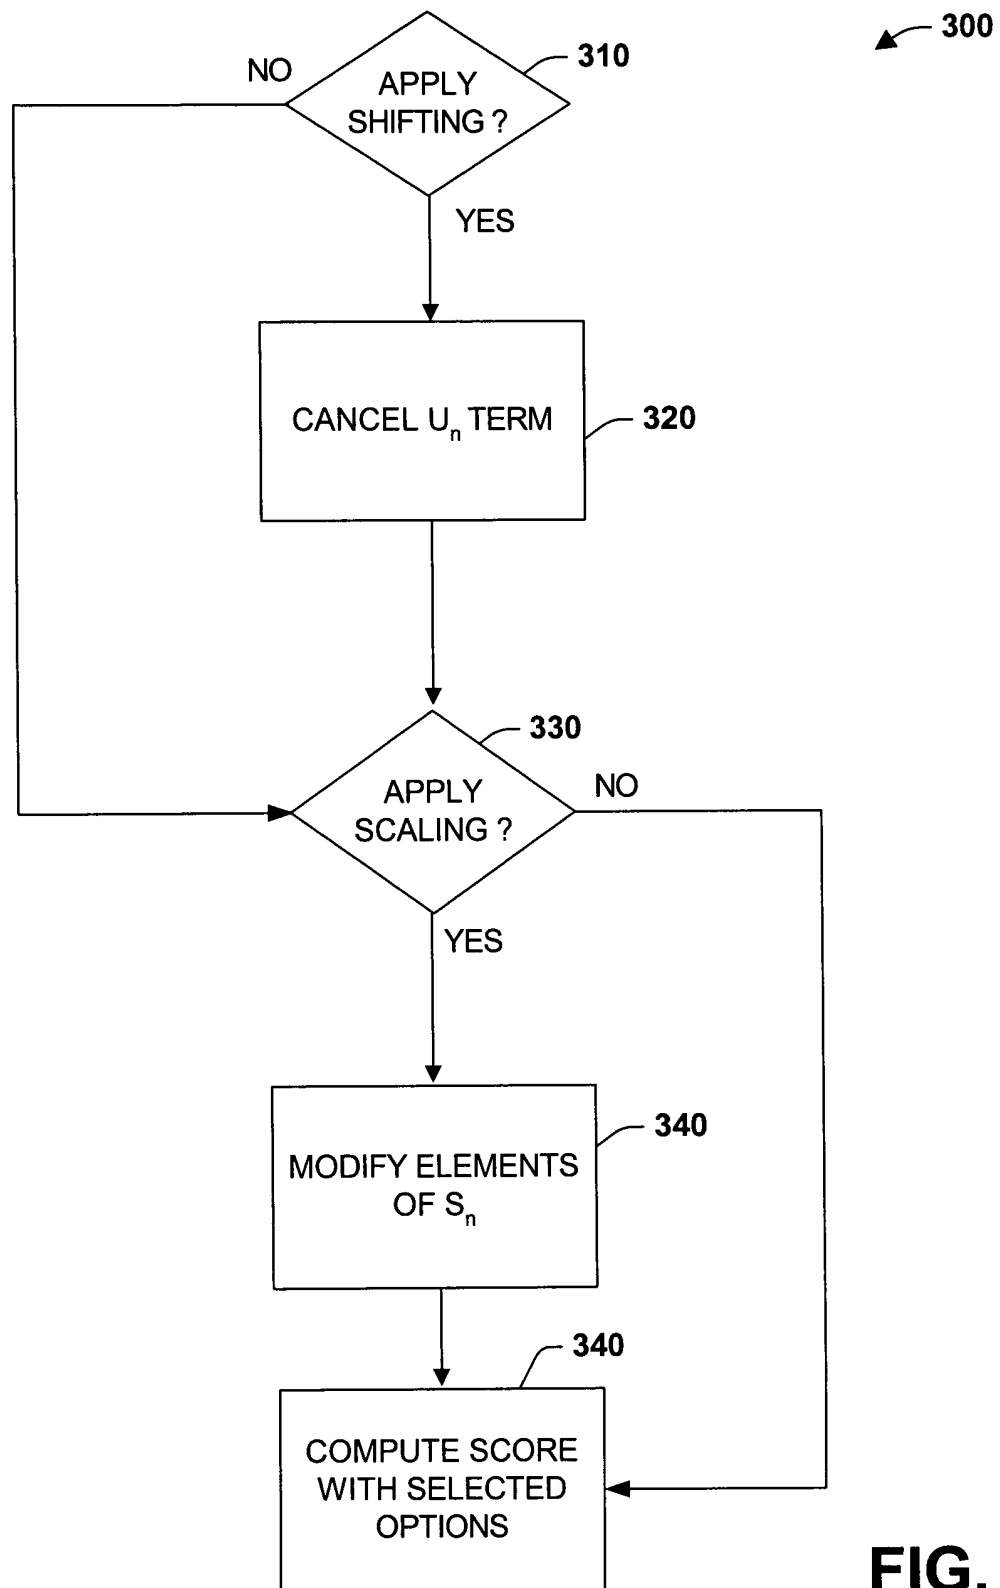 300
310
NO
APPLY
SHIFTING ?
YES
CANCEL Un TERM
320
330
APPLY
SCALING ?
NO
YES
340
MODIFY ELEMENTS
OF Sn
340
COMPUTE SCORE
WITH SELECTED
OPTIONS
FIG.